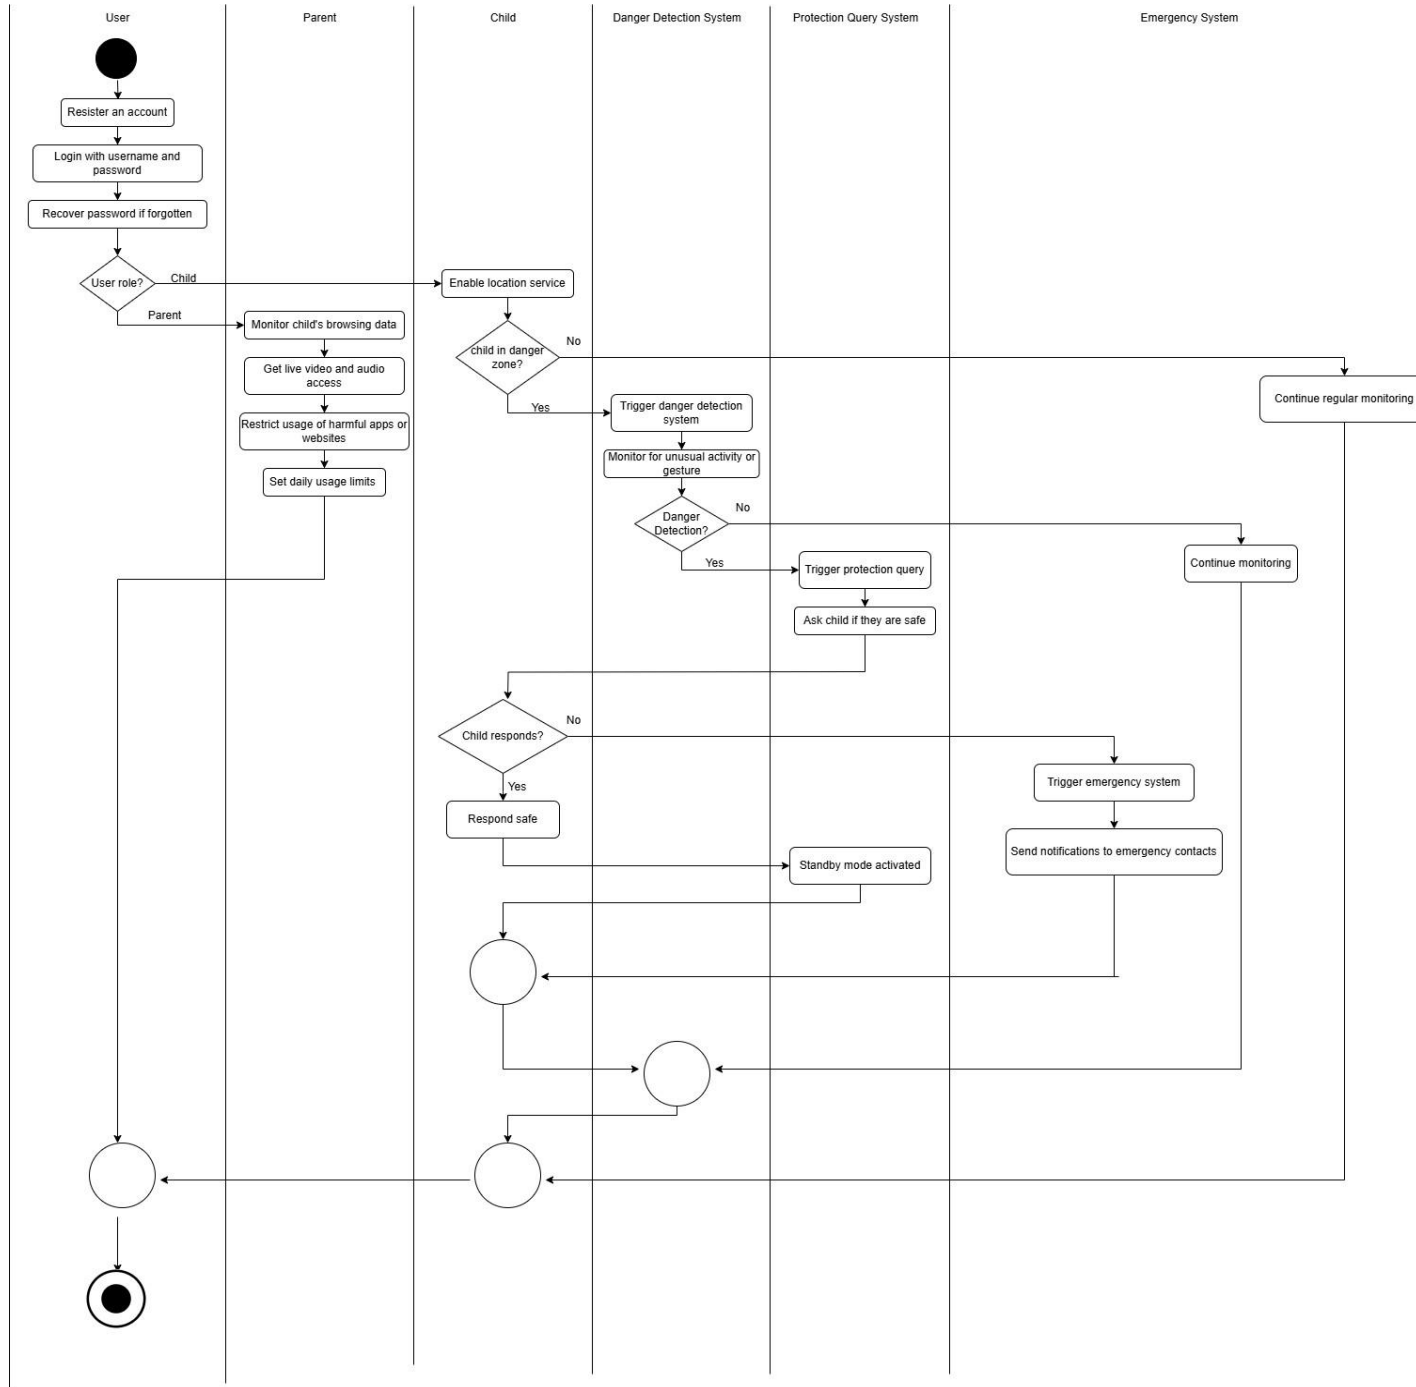 User
Parent
Child
Danger Detection System
Protection Query System
Emergency System
Resister an account
Login with username and
password
Recover password if forgotten
User role?
Child
Parent
Enable location service
Monitor child's browsing data
child in danger
zone?
No
Get live video and audio
access
Continue regular monitoring
Yes
Trigger danger detection
system
Restrict usage of harmful apps or
websites
Monitor for unusual activity or
gesture
Set daily usage limits
Danger
Detection?
No
Yes
Trigger protection query
Continue monitoring
Ask child if they are safe
Child responds?
No
Trigger emergency system
Yes
Respond safe
Send notifications to emergency contacts
Standby mode activated